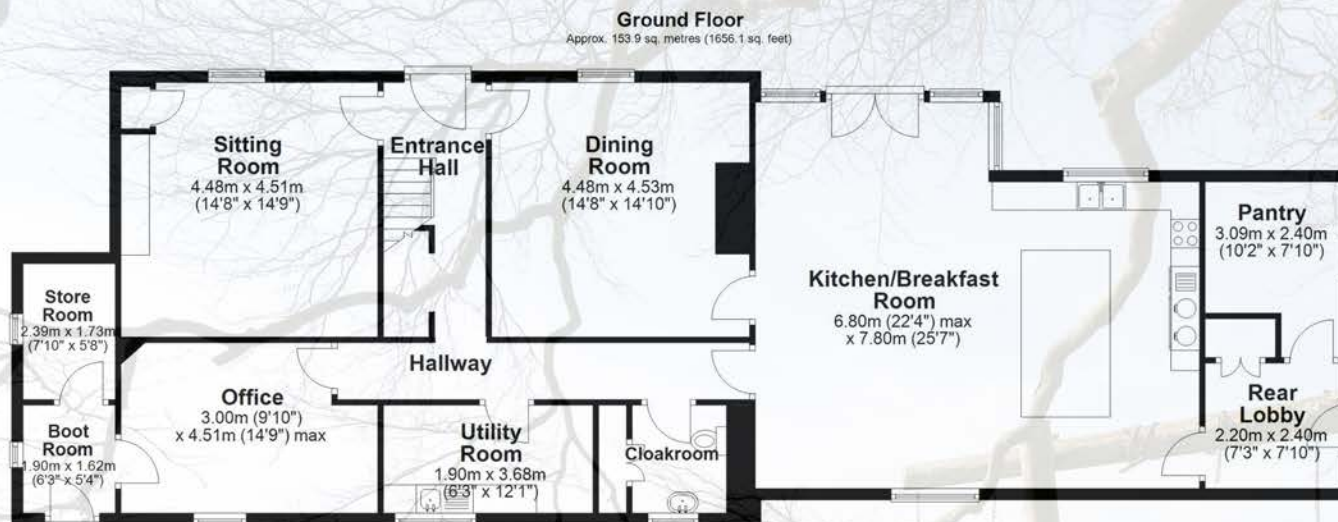 Ground Floor
Approx. 153.9 sq. metres (1656.1 sq. feet)
Sitting
Room
4.48m x 4.51m
(14'8" x 14'9")
Entrance
Hall
Dining
Room
4.48m x 4.53m
(14'8" x 14'10")
Kitchen/Breakfast
Room
6.80m (22'4") max
x 7.80m (25'7")
Pantry
3.09m x 2.40m
(10'2" x 7'10")
Store
Room
2.39m x 1.73m
(7'10" x 5'8")
Hallway
Office
3.00m (9'10")
x 4.51m (14'9") max
Boot
Room
1.90m x 1.62m
(6'3" x 5'4")
Utility
Room
1.90m x 3.68m
(6'3" x 12'1")
Cloakroom
Rear
Lobby
2.20m x 2.40m
(7'3" x 7'10")